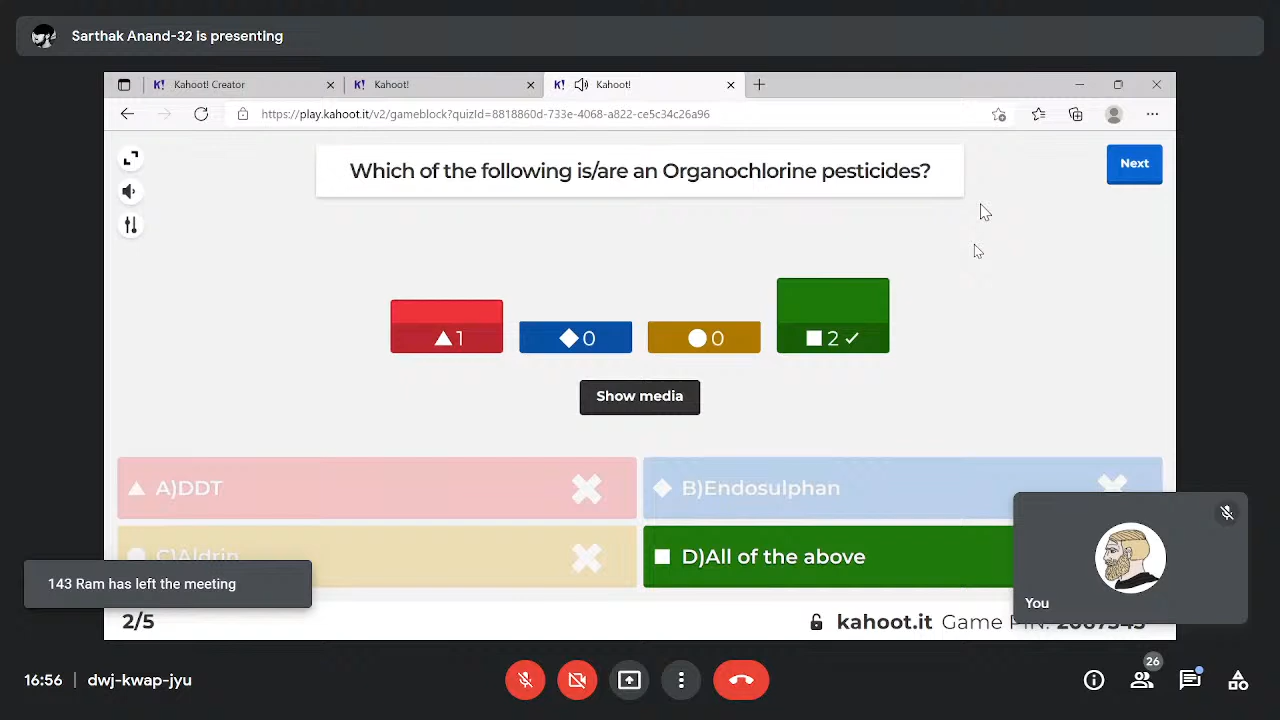 Sarthak Anand-32 is presenting
K! Kahoot! Creator
K! Kahoot!
K! Kahoot!
https://play.kahoot.it/v2/gameblock?quizId=8818860d-733e-4068-a822-ce5c34c26a96
Which of the following is/are an Organochlorine pesticides?
Next
1
0
0
2
Show media
A)DDT
B)Endosulphan
C)Aldrin
D)All of the above
143 Ram has left the meeting
You
2/5
kahoot.it Game PIN:
16:56 | dwj-kwap-jyu
26